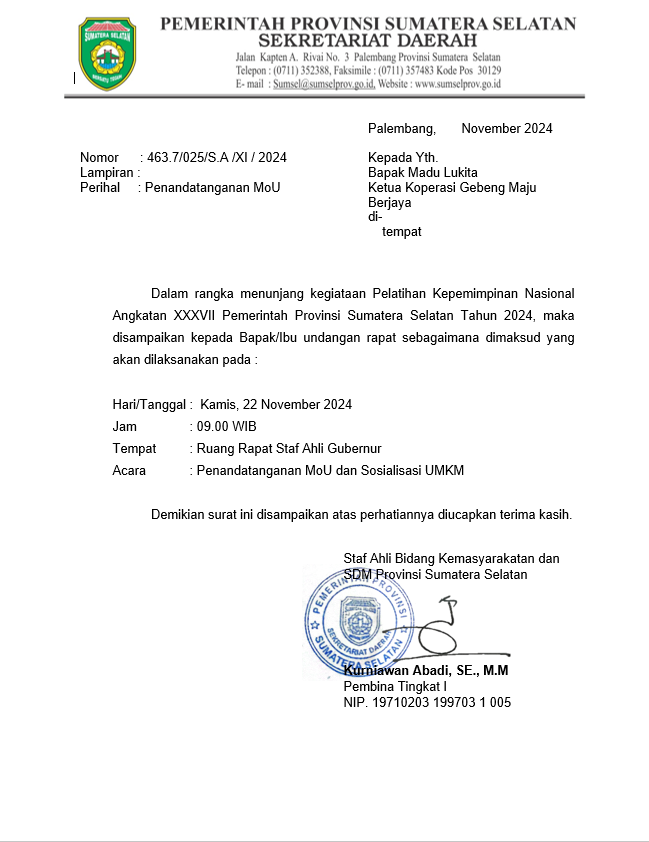 PEMERINTAH PROVINSI SUMATERA SELATAN
SEKRETARIAT DAERAH
Jalan Kapten A. Rivai No. 3 Palembang Provinsi Sumatera Selatan
Telepon : (0711) 352388, Faksimile : (0711) 357483 Kode Pos 30129
E- mail : Sumsel@sumselprov.go.id, Website : www.sumselprov.go.id
SUMATERA SELATAN
BERSATU TEGUH
Palembang, November 2024
Nomor : 463.7/025/S.A /XI / 2024
Lampiran :
Perihal : Penandatanganan MoU
Kepada Yth.
Bapak Madu Lukita
Ketua Koperasi Gebeng Maju
Berjaya
di-
tempat
Dalam rangka menunjang kegiataan Pelatihan Kepemimpinan Nasional
Angkatan XXXVII Pemerintah Provinsi Sumatera Selatan Tahun 2024, maka
disampaikan kepada Bapak/Ibu undangan rapat sebagaimana dimaksud yang
akan dilaksanakan pada :
Hari/Tanggal : Kamis, 22 November 2024
Jam : 09.00 WIB
Tempat : Ruang Rapat Staf Ahli Gubernur
Acara : Penandatanganan MoU dan Sosialisasi UMKM
Demikian surat ini disampaikan atas perhatiannya diucapkan terima kasih.
Staf Ahli Bidang Kemasyarakatan dan
SDM Provinsi Sumatera Selatan
PEMERINTAH PROVINSI
SEKRETARIAT DAERAH
SUMATERA SELATAN
Kurniawan Abadi, SE., M.M
Pembina Tingkat I
NIP. 19710203 199703 1 005